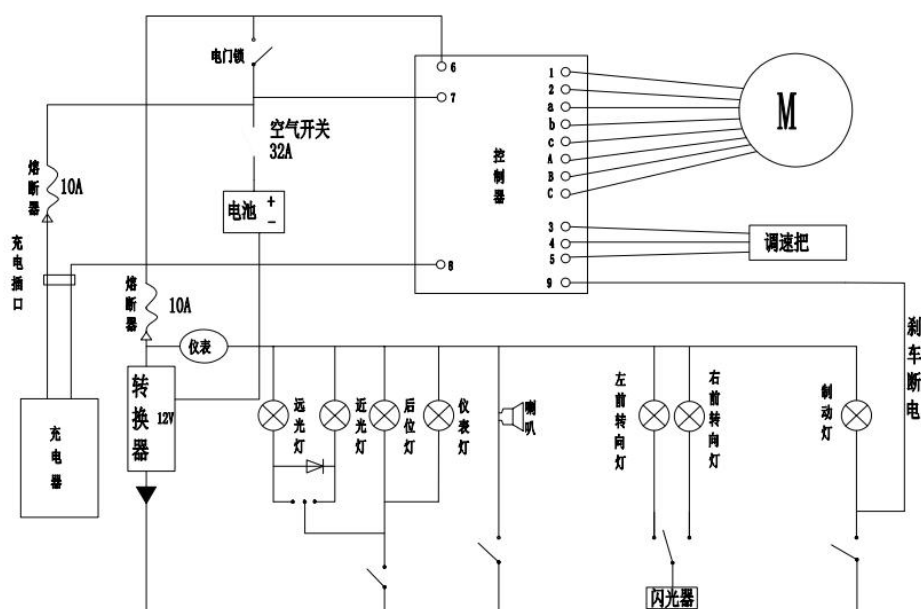 电门锁
空气开关
32A
电池
+
-
熔断器
10A
充电插口
熔断器
10A
充电器
转换器
12V
仪表
6
7
8
控制器
1
2
a
b
c
A
B
C
3
4
5
9
M
调速把
刹车断电
远光灯
近光灯
后位灯
仪表灯
喇叭
左前转向灯
右前转向灯
制动灯
闪光器